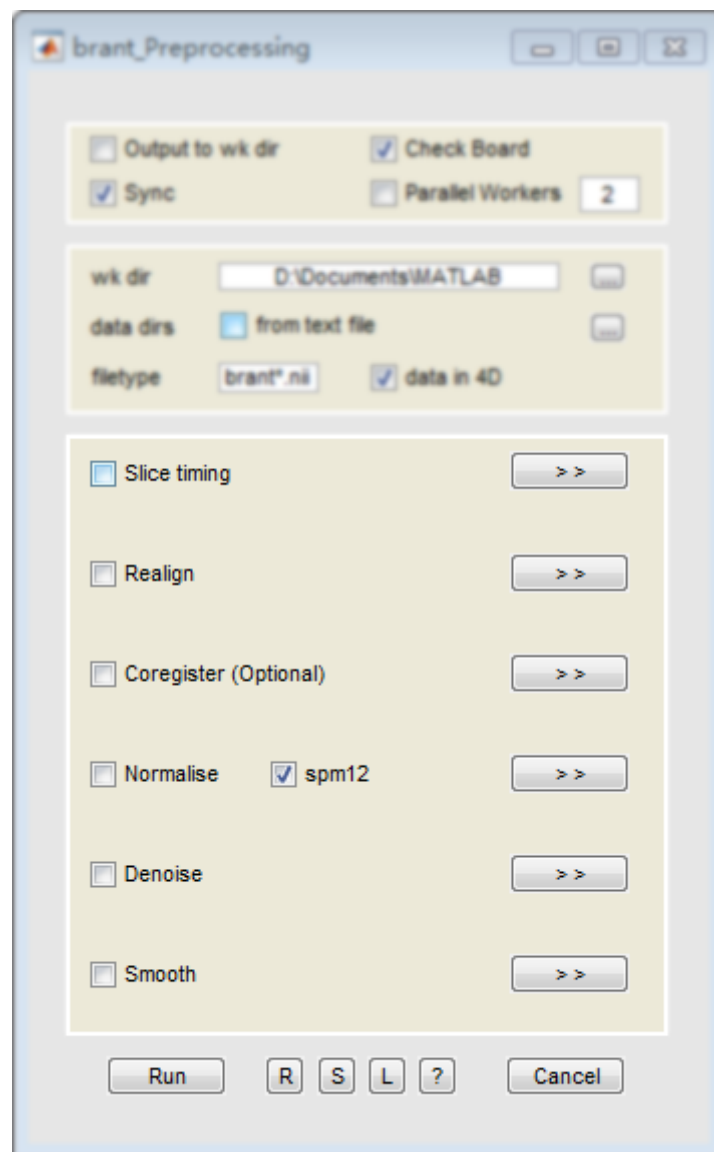 brant_Preprocessing
Output to wk dir Check Board
Sync Parallel Workers 2
wk dir D:\Documents\MATLAB ...
data dirs from text file ...
filetype brant*.nii data in 4D
Slice timing >>
Realign >>
Coregister (Optional) >>
Normalise spm12 >>
Denoise >>
Smooth >>
Run R S L ? Cancel